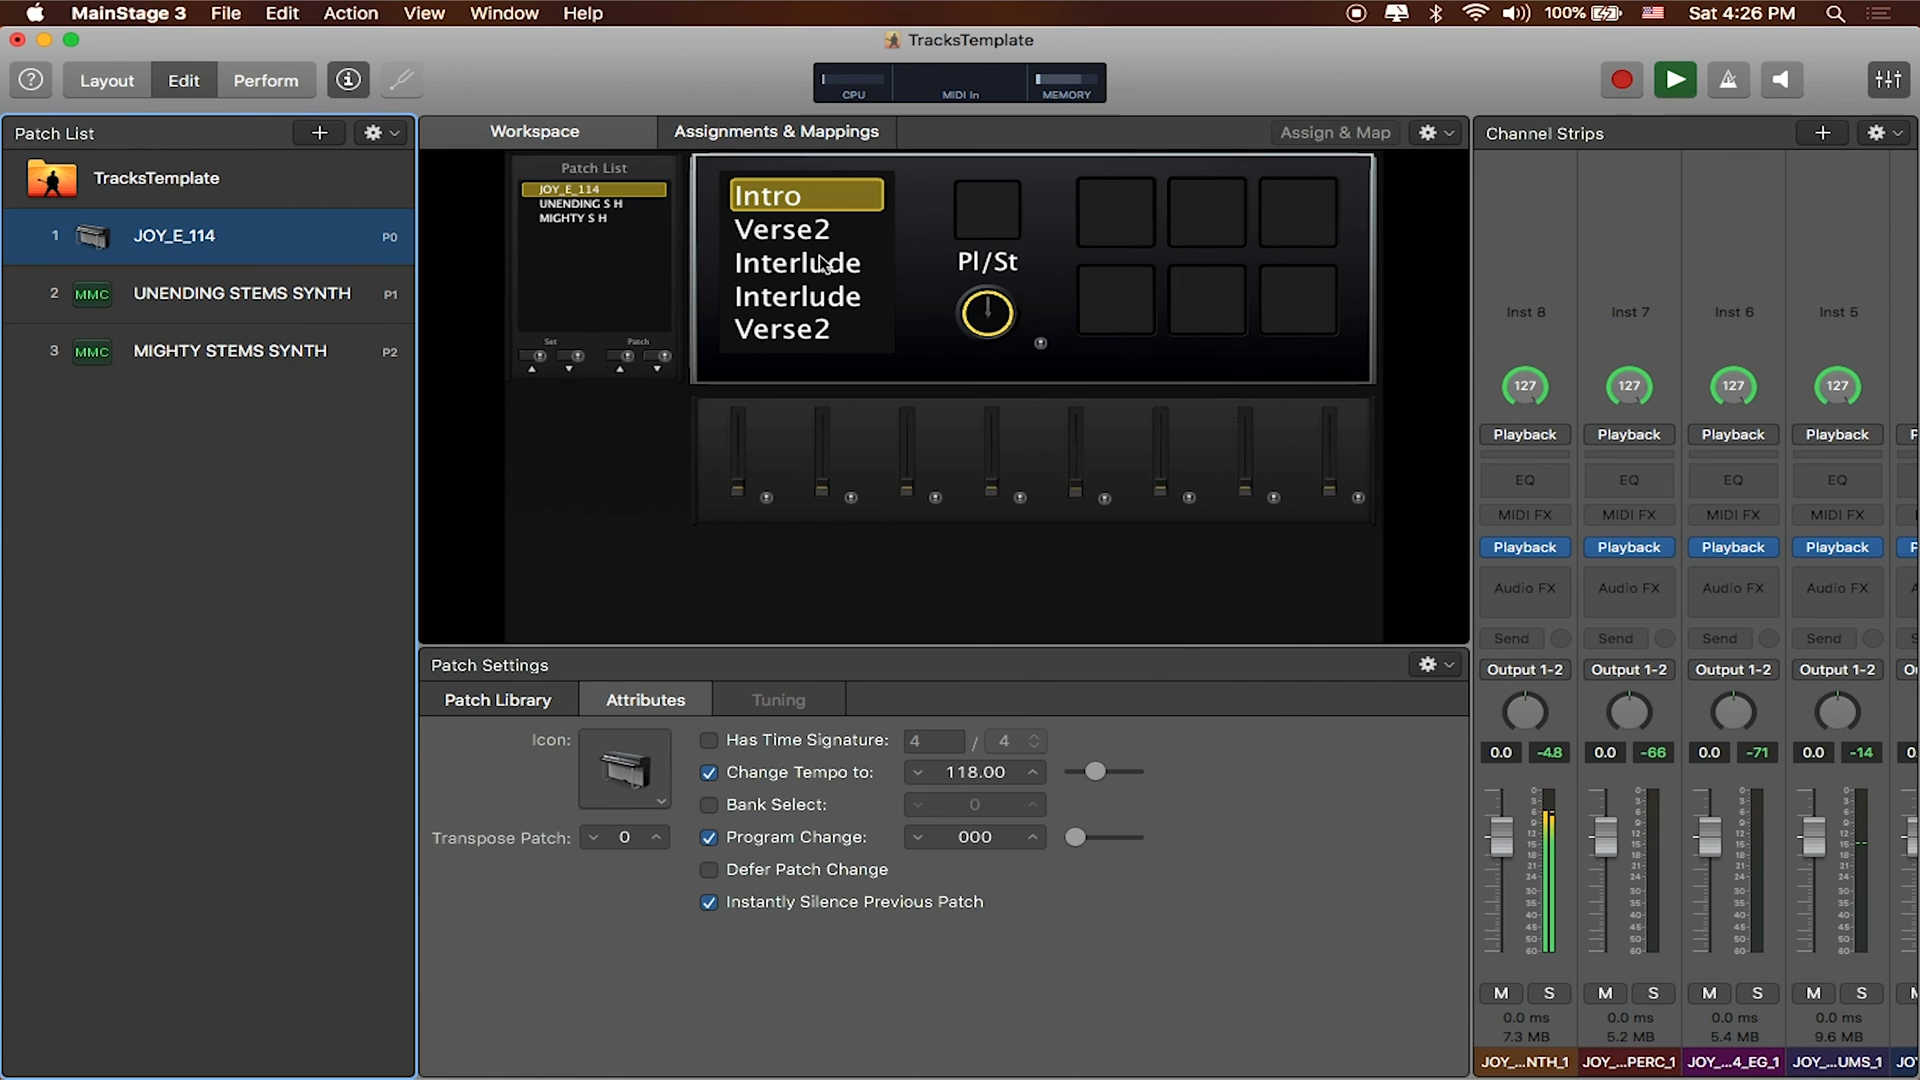 MainStage 3 File Edit Action View Window Help 100% Sat 4:26 PM
TracksTemplate
Layout Edit Perform
CPU MIDI In MEMORY
Patch List
TracksTemplate
1 JOY_E_114 P0
2 MMC UNENDING STEMS SYNTH P1
3 MMC MIGHTY STEMS SYNTH P2
Workspace Assignments & Mappings Assign & Map
Patch List
JOY_E_114
UNENDING S H
MIGHTY S H
Set Patch
Intro
Verse2
Interlude
Interlude
Verse2
Pl/St
Patch Settings
Patch Library Attributes Tuning
Icon:
Transpose Patch: 0
Has Time Signature: 4 / 4
Change Tempo to: 118.00
Bank Select: 0
Program Change: 000
Defer Patch Change
Instantly Silence Previous Patch
Channel Strips
Inst 8 Inst 7 Inst 6 Inst 5
127 127 127 127
Playback Playback Playback Playback
EQ EQ EQ EQ
MIDI FX MIDI FX MIDI FX MIDI FX
Playback Playback Playback Playback
Audio FX Audio FX Audio FX Audio FX
Send Send Send Send
Output 1-2 Output 1-2 Output 1-2 Output 1-2
0.0 -4.8 0.0 -66 0.0 -71 0.0 -14
M S M S M S M S
0.0 ms 0.0 ms 0.0 ms 0.0 ms
7.3 MB 5.2 MB 5.4 MB 9.6 MB
JOY_...NTH_1 JOY_...PERC_1 JOY_...4_EG_1 JOY_...UMS_1 JO